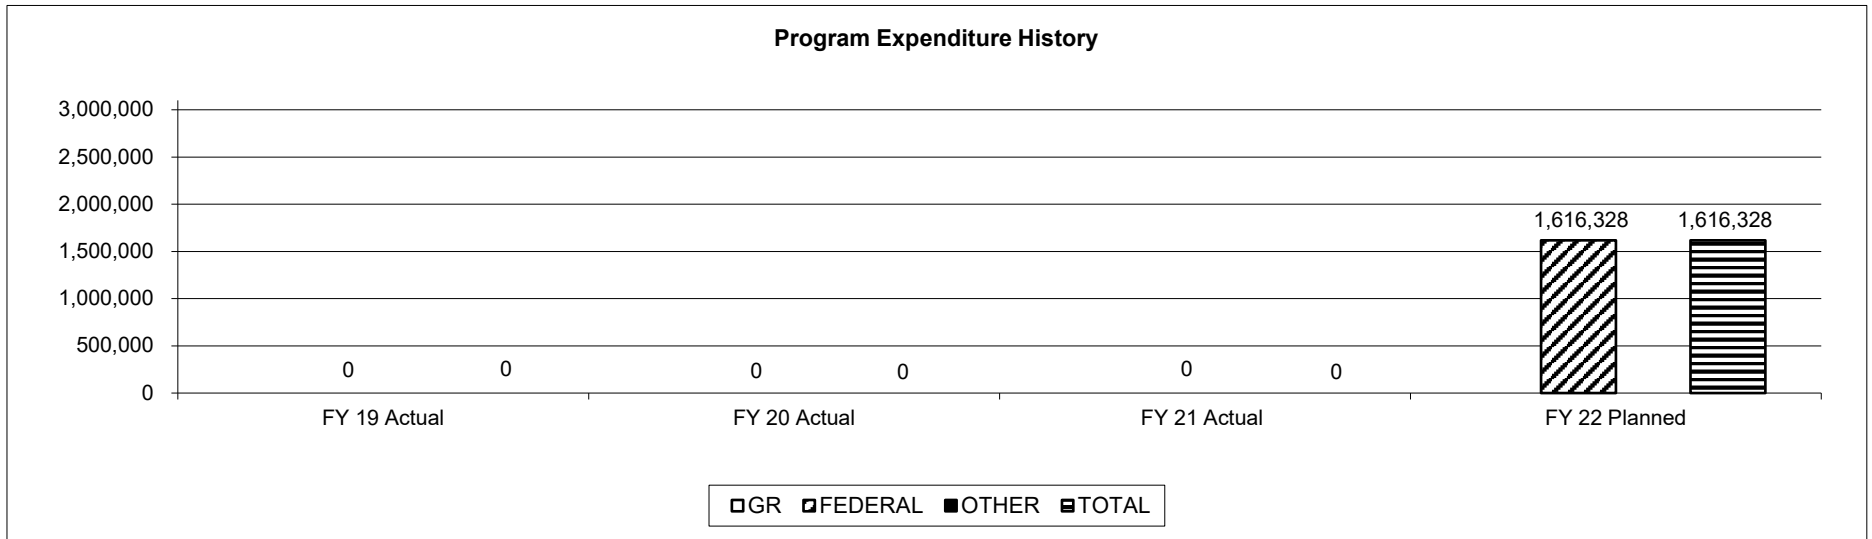 Program Expenditure History
3,000,000
2,500,000
2,000,000
1,616,328 1,616,328
1,500,000
1,000,000
500,000
0 0 0 0 0 0
0
FY 19 Actual FY 20 Actual FY 21 Actual FY 22 Planned
GR FEDERAL OTHER TOTAL